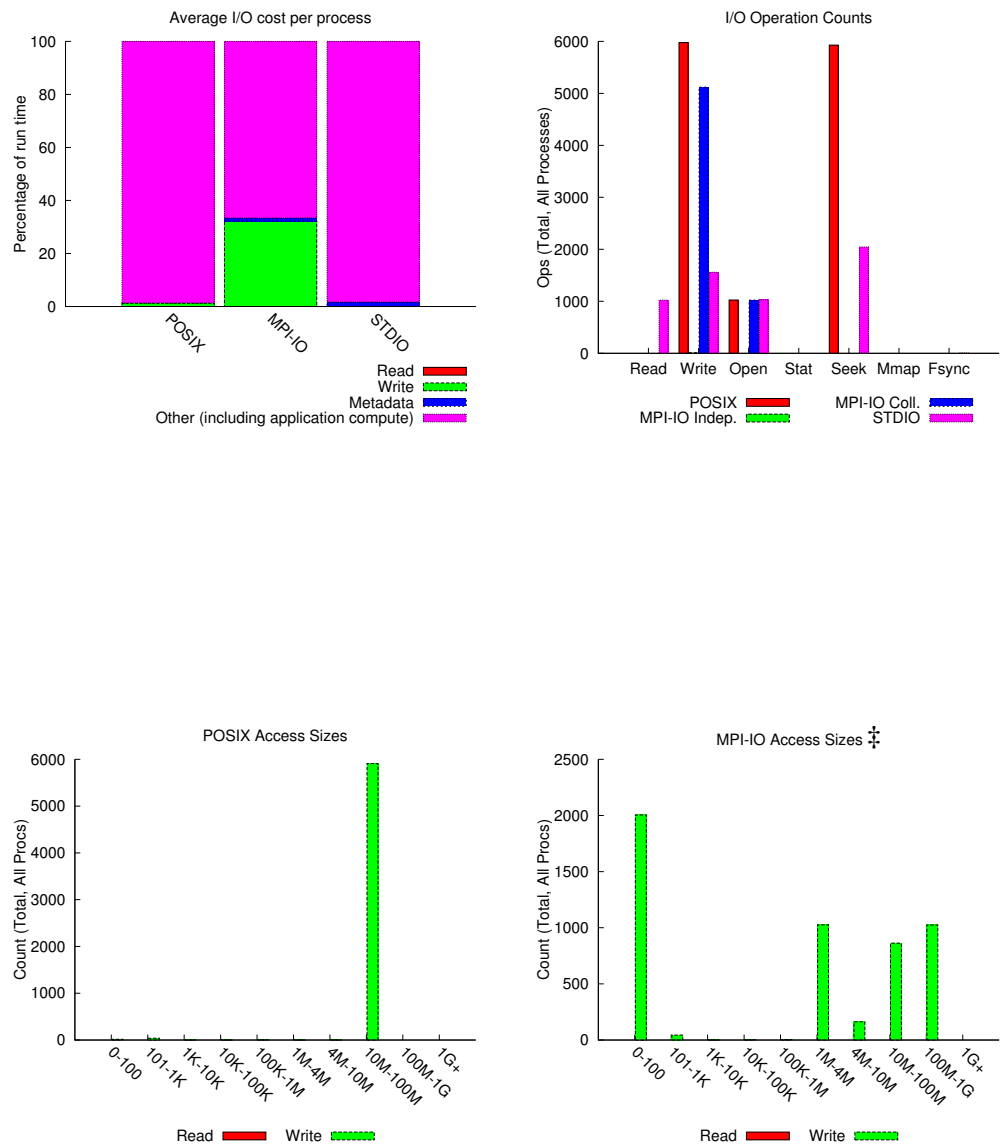 Average I/O cost per process
100
80
60
40
20
0
Percentage of run time
POSIX
MPI-IO
STDIO
Read
Write
Metadata
Other (including application compute)
I/O Operation Counts
6000
5000
4000
3000
2000
1000
0
Ops (Total, All Processes)
Read Write Open Stat Seek Mmap Fsync
POSIX
MPI-IO Indep.
MPI-IO Coll.
STDIO
POSIX Access Sizes
6000
5000
4000
3000
2000
1000
0
Count (Total, All Procs)
0-100
101-1K
1K-10K
10K-100K
100K-1M
1M-4M
4M-10M
10M-100M
100M-1G
1G+
Read Write
MPI-IO Access Sizes ‡
2500
2000
1500
1000
500
0
Count (Total, All Procs)
0-100
101-1K
1K-10K
10K-100K
100K-1M
1M-4M
4M-10M
10M-100M
100M-1G
1G+
Read Write